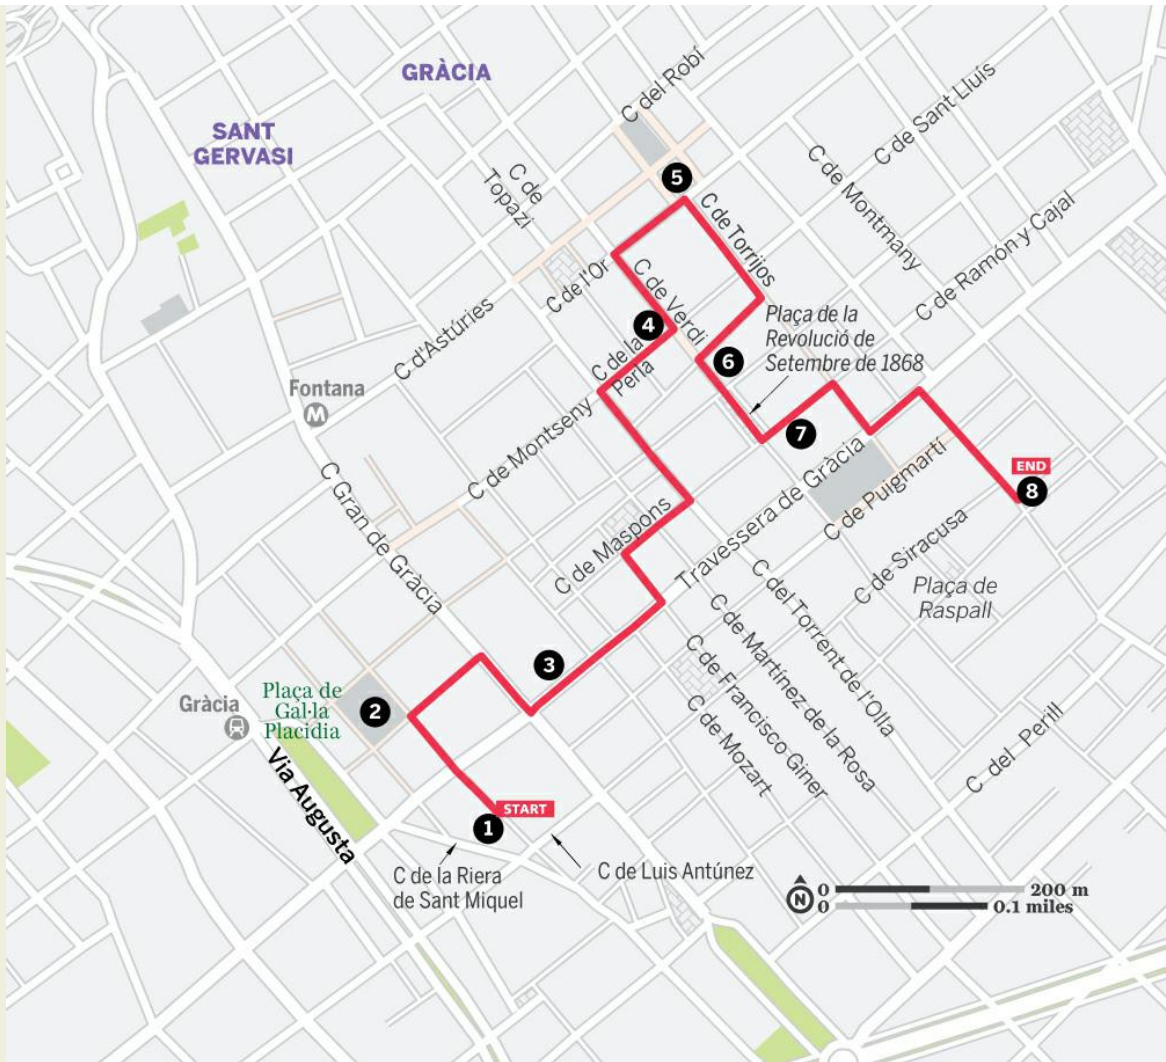 GRÀCIA
SANT
GERVASI
C del Robí
C de Sant Lluís
C de
Topazi
C de Montmany
5
C de Torrijos
C de l'Or
C de Verdi
C de Ramón y Cajal
C d'Astúries
4
C de la
Perla
6
Plaça de la
Revolució de
Setembre de 1868
Fontana
M
C de Montseny
7
C Gran de Gràcia
Travessera de Gràcia
C de Puigmartí
END
8
C de Maspons
C de Siracusa
Plaça de
Raspall
C del Torrent de l'Olla
C de Martínez de la Rosa
C de Francisco Giner
C de Mozart
C del Perill
3
Gràcia
Plaça de
Gal·la
Placídia
2
Via Augusta
START
1
C de la Riera
de Sant Miquel
C de Luis Antúnez
N
0 200 m
0 0.1 miles